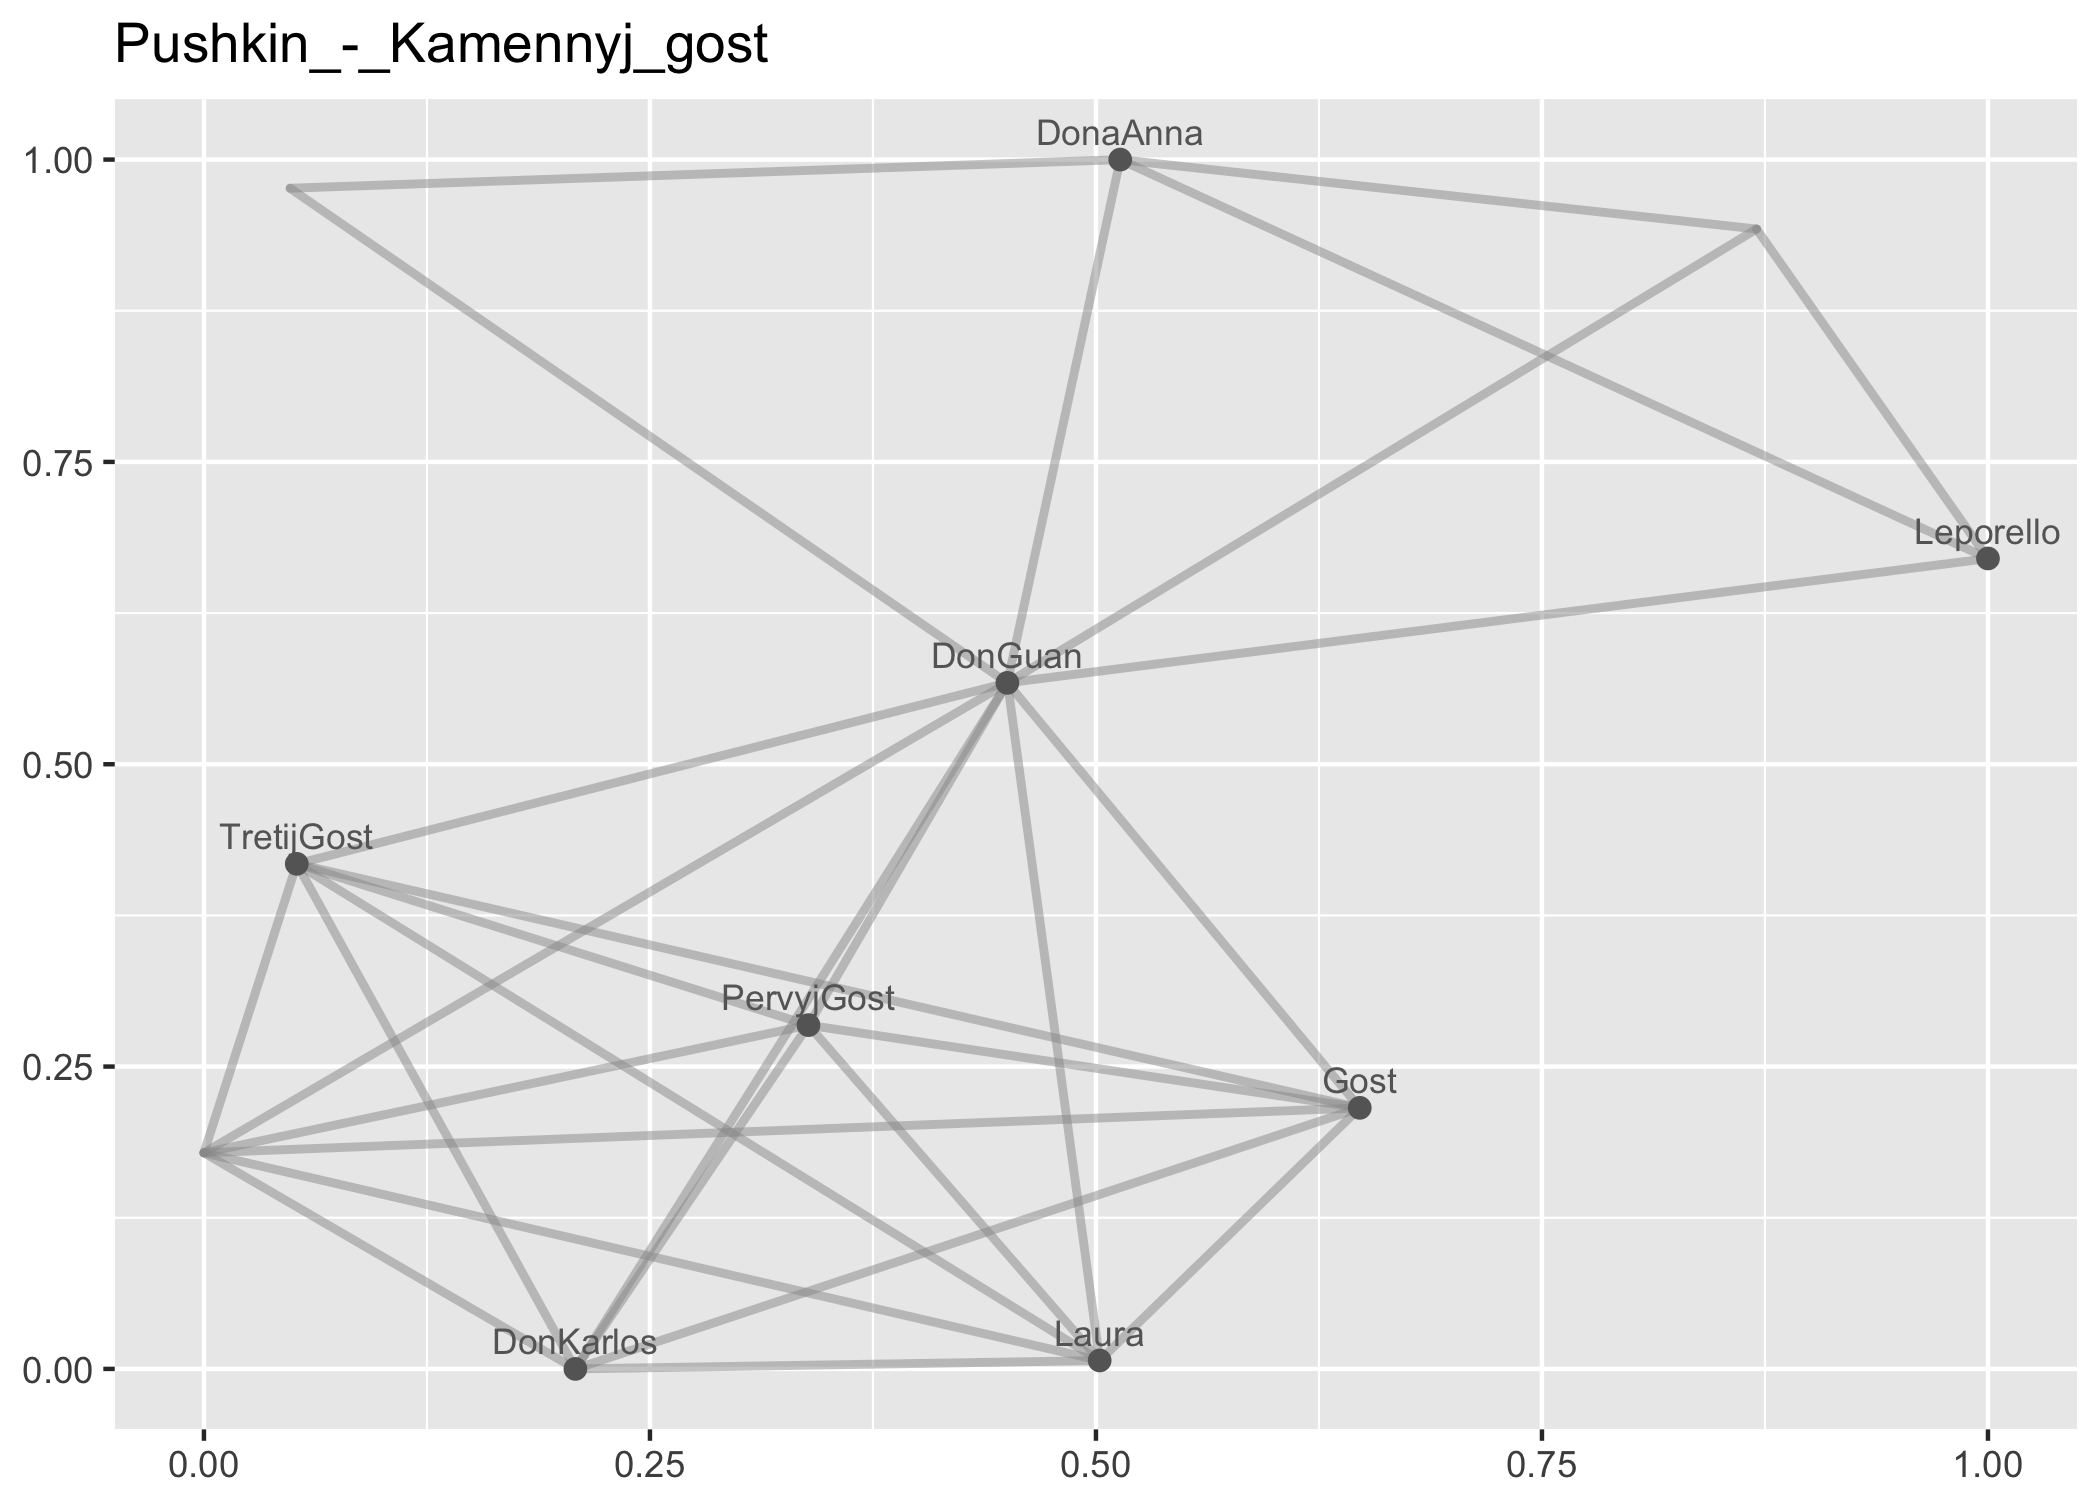 Pushkin_-_Kamennyj_gost
DonaAnna
1.00
Leporello
0.75
DonGuan
0.50
TretijGost
PervyjGost
0.25
Gost
DonKarlos
Laura
0.00
0.00 0.25 0.50 0.75 1.00